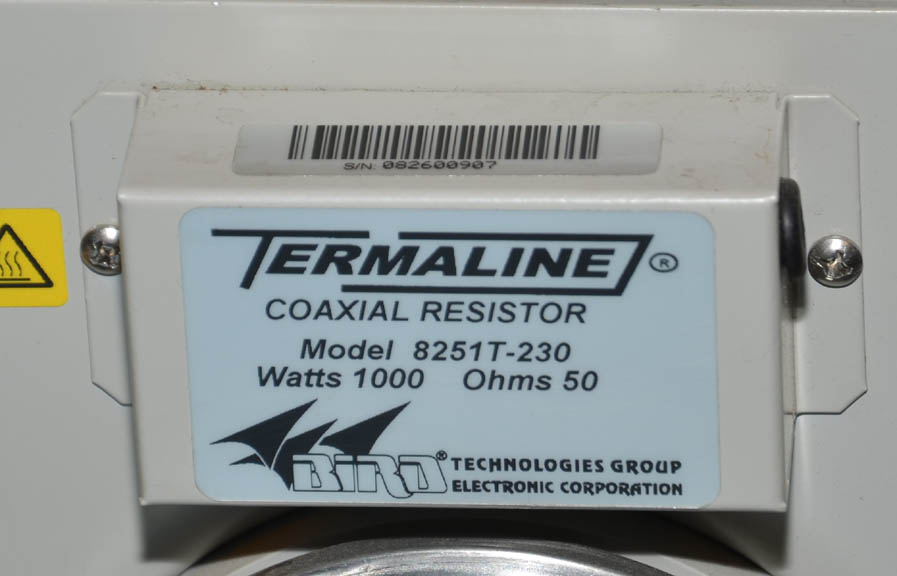 S/N: 082600907
TERMALINE®
COAXIAL RESISTOR
Model 8251T-230
Watts 1000 Ohms 50
BIRD® TECHNOLOGIES GROUP
ELECTRONIC CORPORATION